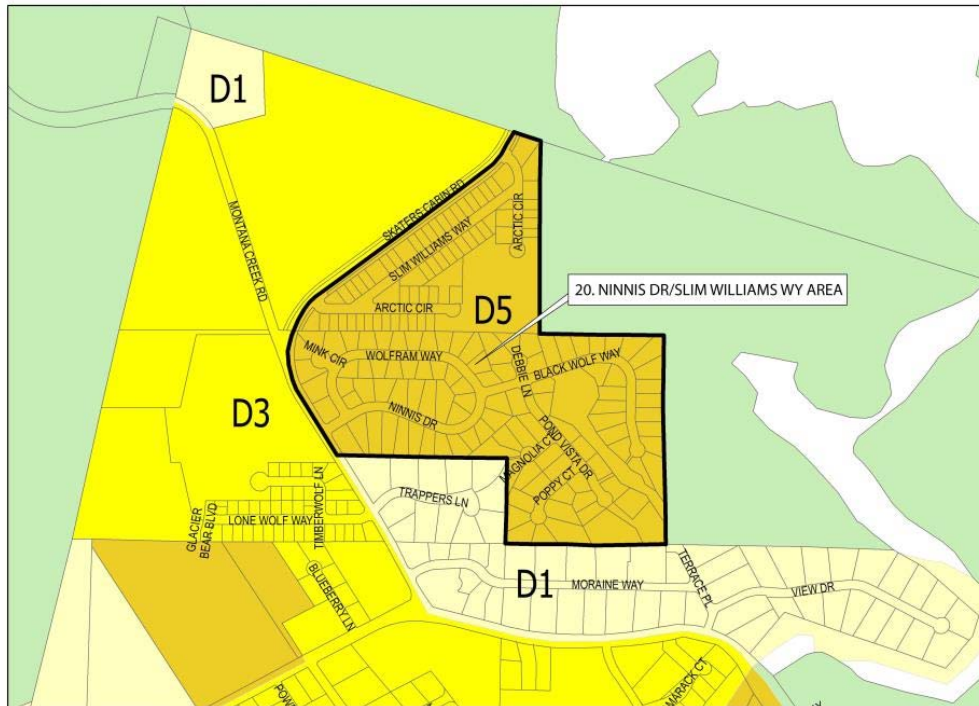 D1
SKATERS CABIN RD
ARCTIC CIR
SLIM WILLIAMS WAY
MONTANA CREEK RD
20. NINNIS DR/SLIM WILLIAMS WY AREA
ARCTIC CIR
D5
MINK CIR
WOLFRAM WAY
DEBBIE LN
BLACK WOLF WAY
NINNIS DR
D3
POND VISTA DR
MAGNOLIA CT
POPPY CT
TRAPPERS LN
TIMBERWOLF LN
GLACIER
BEAR BLVD
LONE WOLF WAY
BLUEBERRY LN
D1
MORAINE WAY
TERRACE PL
VIEW DR